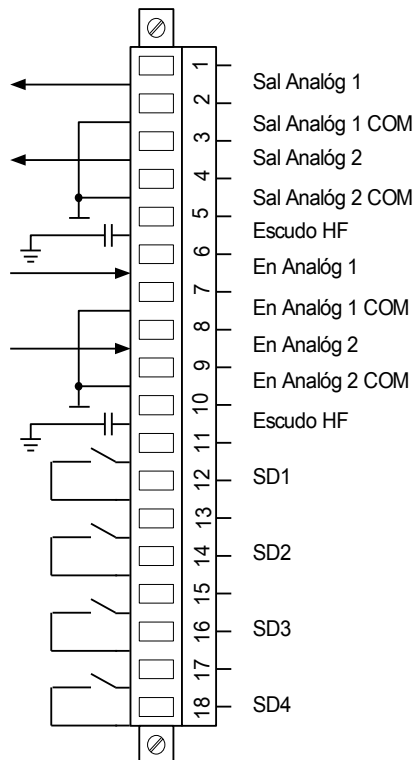 1
Sal Analóg 1
2
Sal Analóg 1 COM
3
Sal Analóg 2
4
Sal Analóg 2 COM
5
Escudo HF
6
En Analóg 1
7
En Analóg 1 COM
8
En Analóg 2
9
En Analóg 2 COM
10
Escudo HF
11
SD1
12
13
SD2
14
15
SD3
16
17
SD4
18